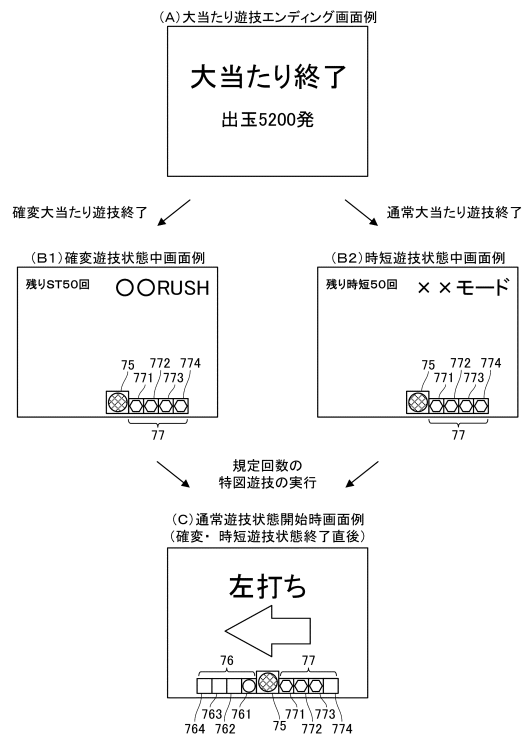 (A)大当たり遊技エンディング画面例
大当たり終了
出玉5200発
確変大当たり遊技終了
通常大当たり遊技終了
(B1)確変遊技状態中画面例
残りST50回
○○RUSH
75
771
772
773
774
77
(B2)時短遊技状態中画面例
残り時短50回
××モード
75
771
772
773
774
77
規定回数の
特図遊技の実行
(C)通常遊技状態開始時画面例
(確変・時短遊技状態終了直後)
左打ち
76
77
764
763
762
761
75
771
772
773
774